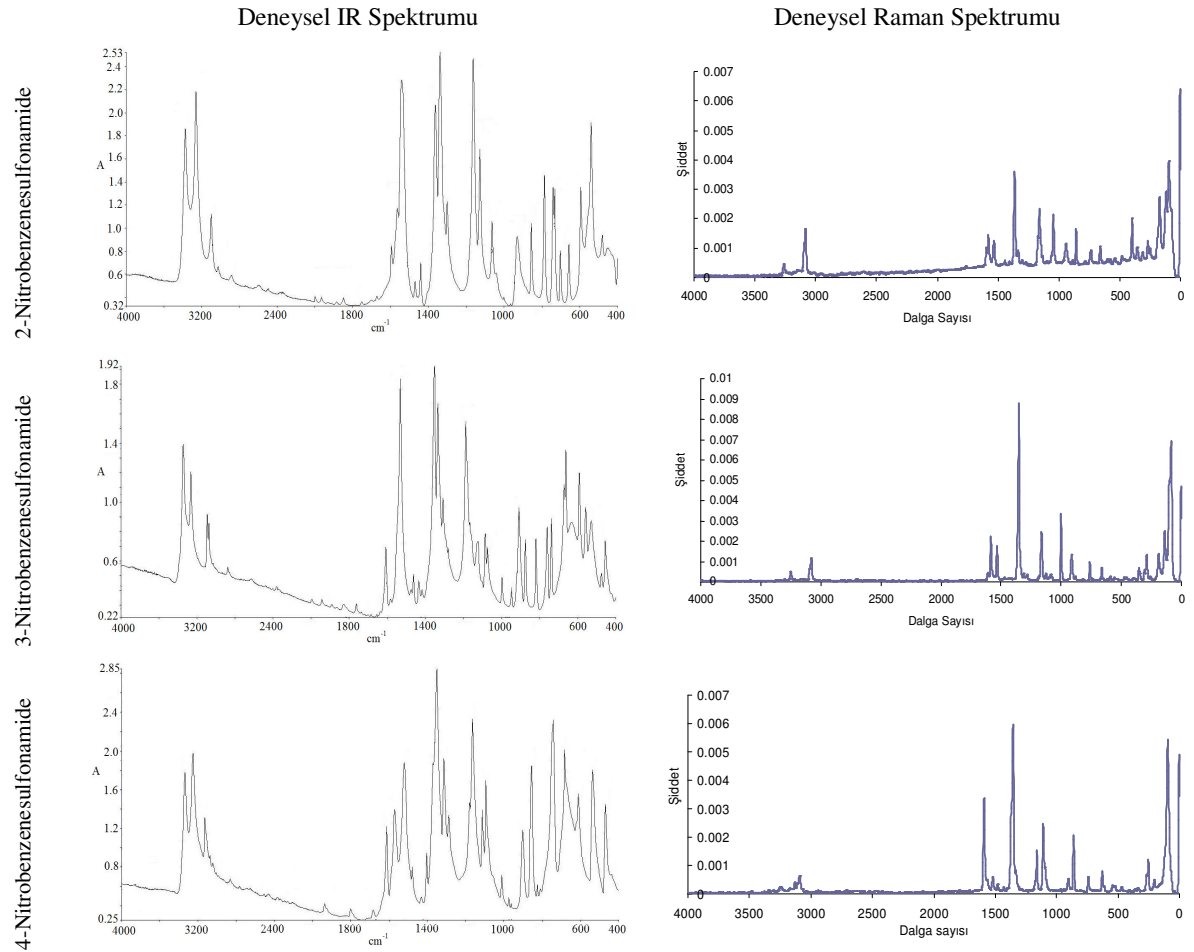 Deneysel IR Spektrumu
Deneysel Raman Spektrumu
2-Nitrobenzenesulfonamide
2.53
2.4
2.2
2.0
1.8
1.6
1.4
1.2
1.0
0.8
0.6
0.32
A
4000 3200 2400 1800 1400 1000 600 400
cm-1
0.007
0.006
0.005
0.004
0.003
0.002
0.001
0
Şiddet
4000 3500 3000 2500 2000 1500 1000 500 0
Dalga Sayısı
3-Nitrobenzenesulfonamide
1.92
1.8
1.4
1.0
0.6
0.22
A
4000 3200 2400 1800 1400 1000 600 400
cm-1
0.01
0.009
0.008
0.007
0.006
0.005
0.004
0.003
0.002
0.001
0
Şiddet
4000 3500 3000 2500 2000 1500 1000 500 0
Dalga Sayısı
4-Nitrobenzenesulfonamide
2.85
2.4
2.0
1.6
1.2
0.8
0.25
A
4000 3200 2400 1800 1400 1000 600 400
cm-1
0.007
0.006
0.005
0.004
0.003
0.002
0.001
0
Şiddet
4000 3500 3000 2500 2000 1500 1000 500 0
Dalga sayısı